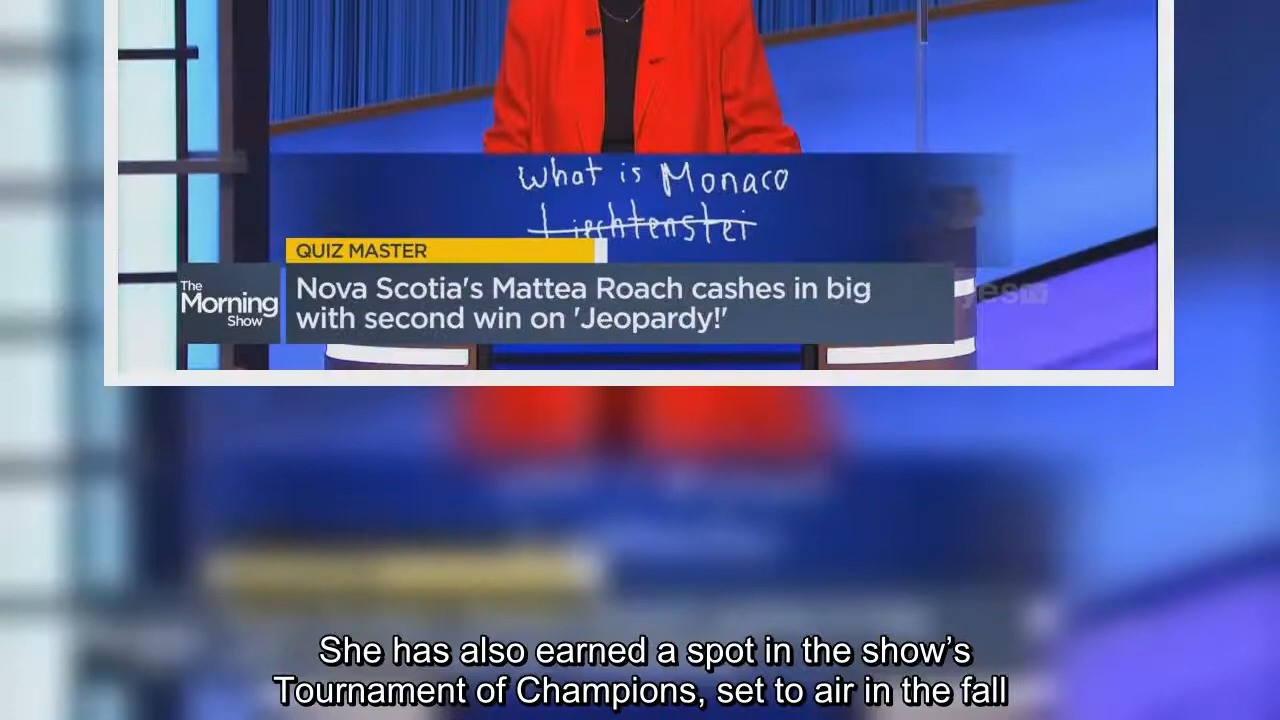 What is Monaco
Liechtenstei
QUIZ MASTER
The
Morning
Show
Nova Scotia's Mattea Roach cashes in big
with second win on 'Jeopardy!'
yes tv
She has also earned a spot in the show's
Tournament of Champions, set to air in the fall